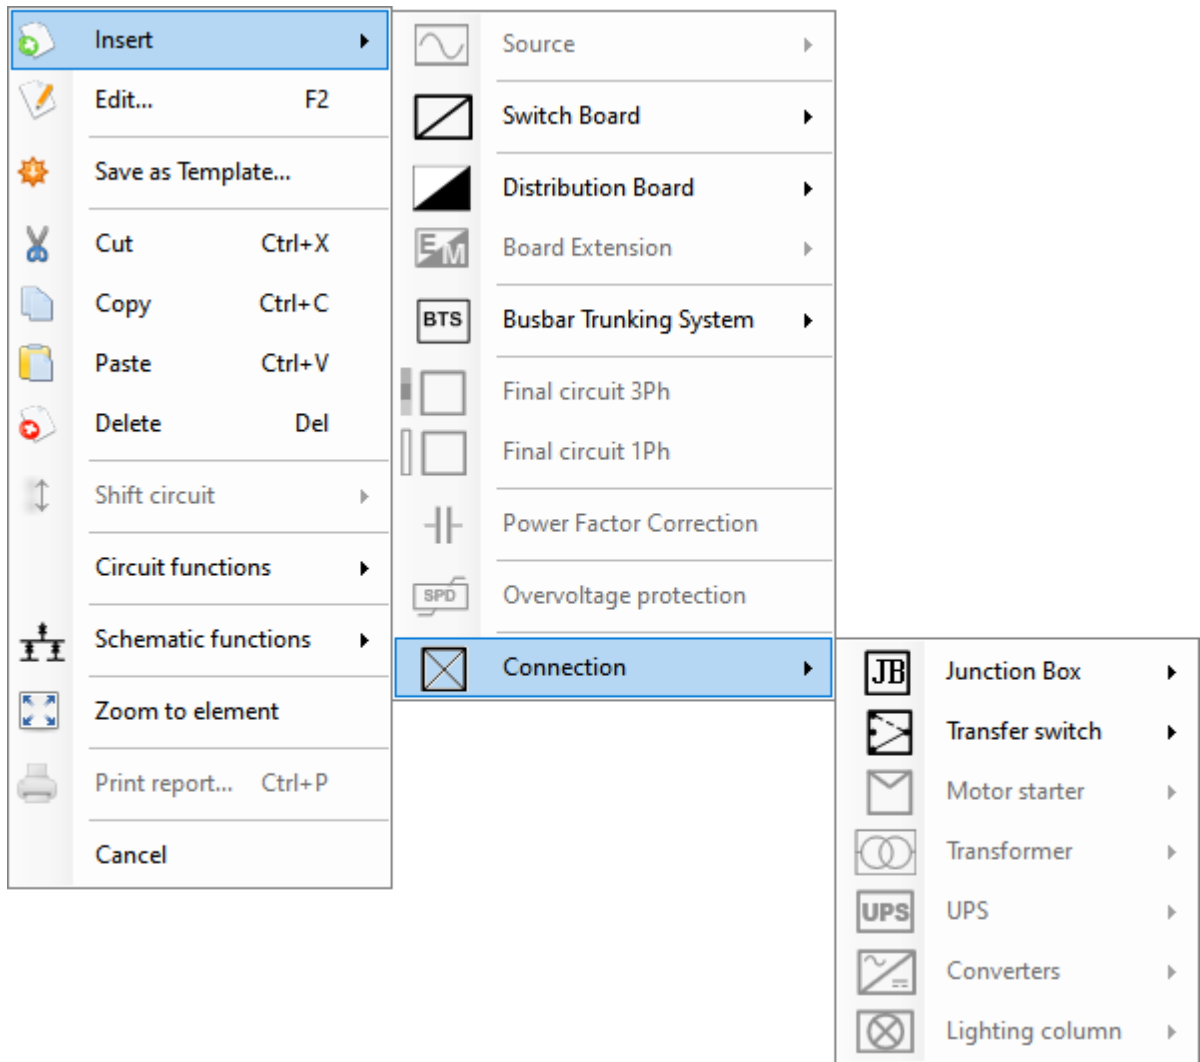 Insert
Edit... F2
Save as Template...
Cut Ctrl+X
Copy Ctrl+C
Paste Ctrl+V
Delete Del
Shift circuit
Circuit functions
Schematic functions
Zoom to element
Print report... Ctrl+P
Cancel
Source
Switch Board
Distribution Board
EM Board Extension
BTS Busbar Trunking System
Final circuit 3Ph
Final circuit 1Ph
Power Factor Correction
SPD Overvoltage protection
Connection
JB Junction Box
Transfer switch
Motor starter
Transformer
UPS UPS
Converters
Lighting column